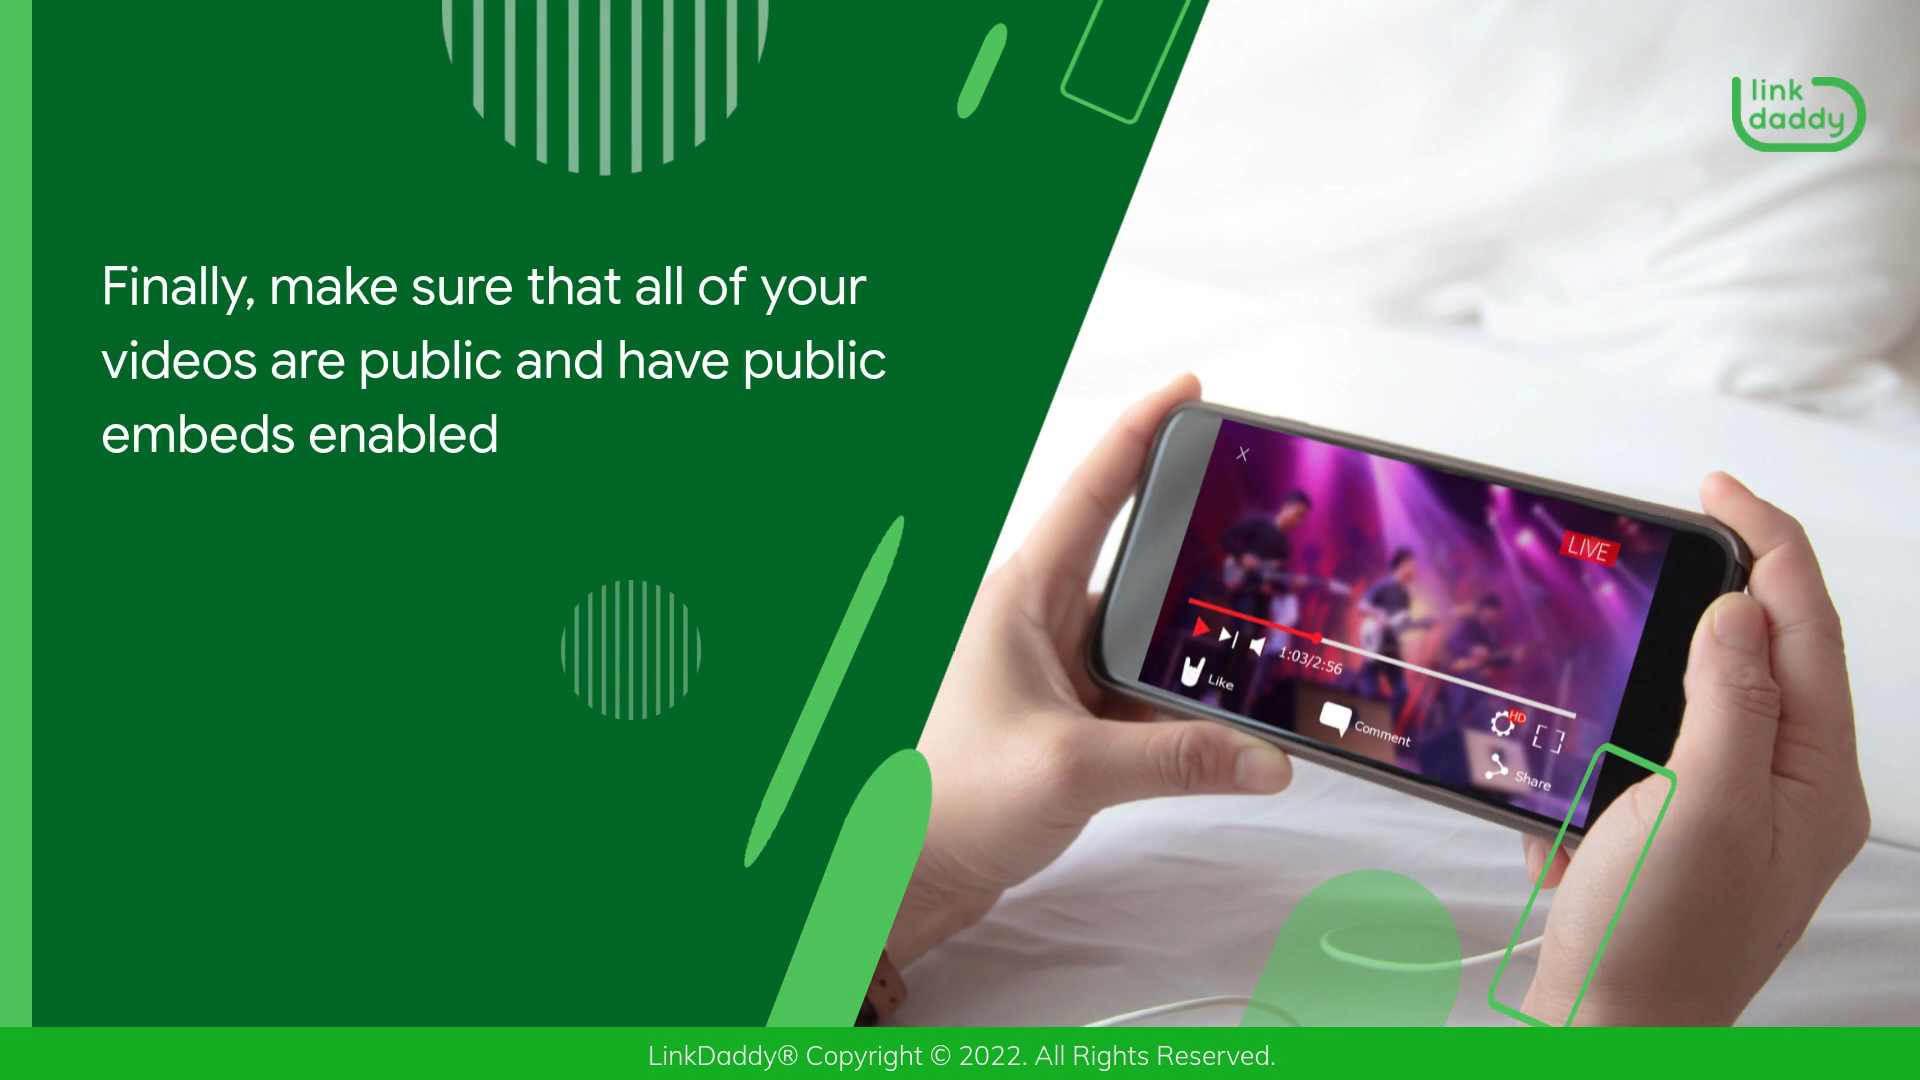 link
daddy
Finally, make sure that all of your
videos are public and have public
embeds enabled
X
LIVE
1:03/2:56
Like
Comment
HD
Share
LinkDaddy® Copyright © 2022. All Rights Reserved.